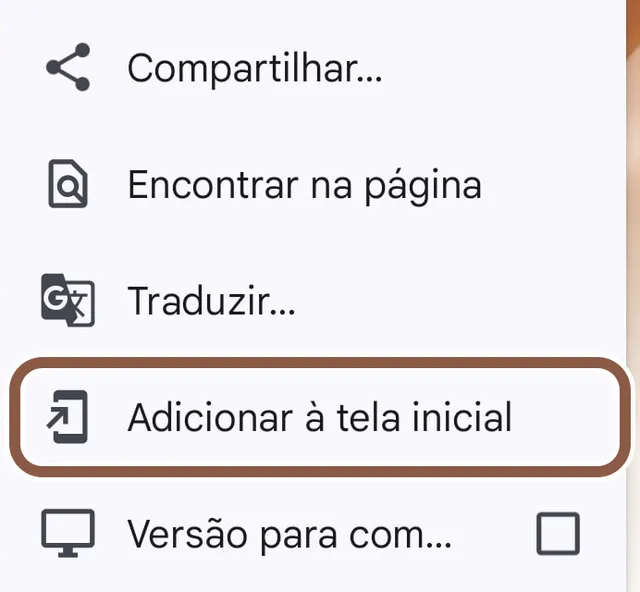 Compartilhar...
Encontrar na página
Traduzir...
Adicionar à tela inicial
Versão para com...